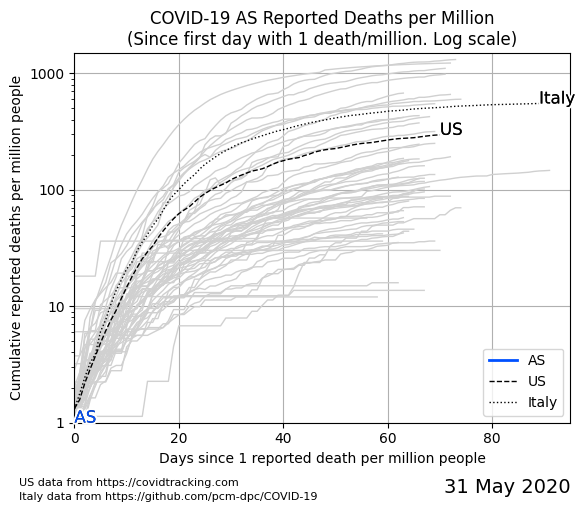 COVID-19 AS Reported Deaths per Million
(Since first day with 1 death/million. Log scale)
Cumulative reported deaths per million people
1000
100
10
1
Italy
US
AS
AS
US
Italy
0
20
40
60
80
Days since 1 reported death per million people
US data from https://covidtracking.com
Italy data from https://github.com/pcm-dpc/COVID-19
31 May 2020